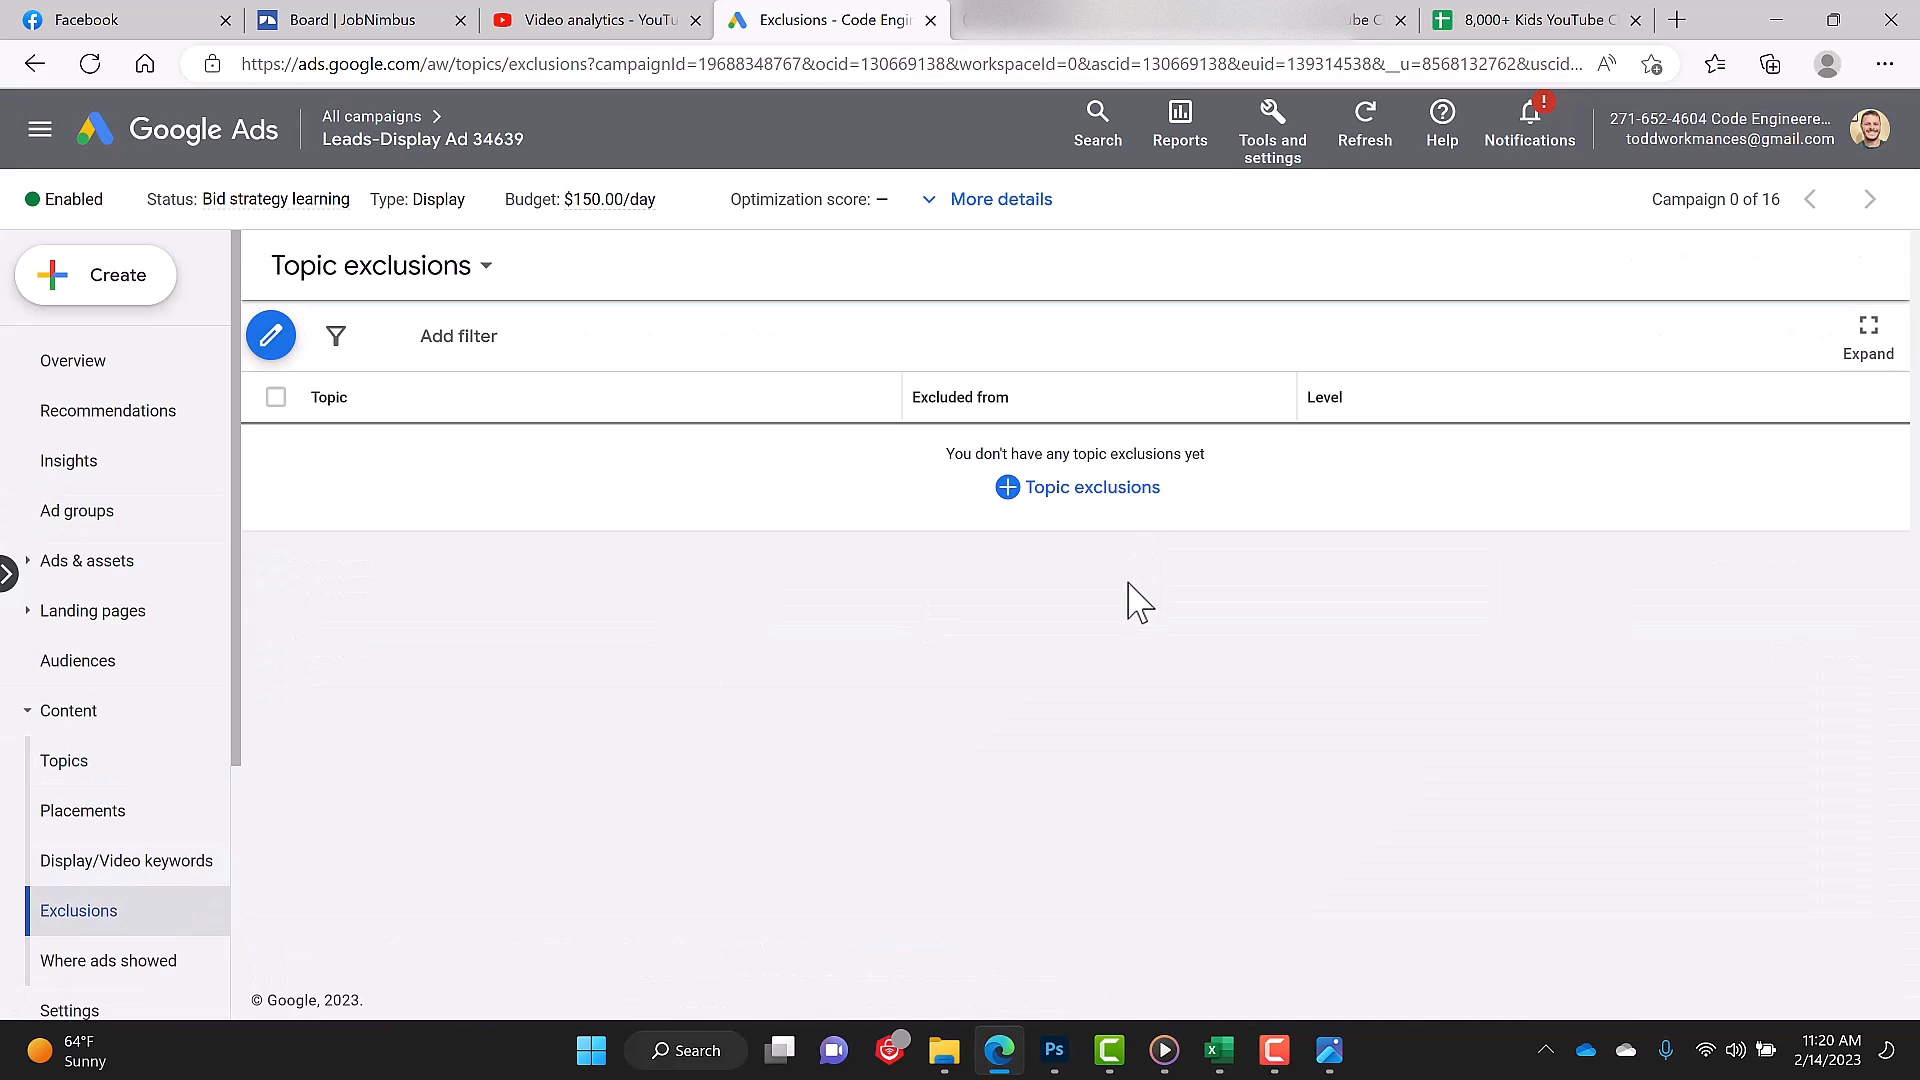 Facebook
Board | JobNimbus
Video analytics - YouTu
Exclusions - Code Engin
be C
8,000+ Kids YouTube C
https://ads.google.com/aw/topics/exclusions?campaignId=19688348767&ocid=130669138&workspaceId=0&ascid=130669138&euid=139314538&__u=8568132762&uscid...
Google Ads
All campaigns
Leads-Display Ad 34639
Search
Reports
Tools and settings
Refresh
Help
Notifications
271-652-4604 Code Engineere...
toddworkmances@gmail.com
Enabled
Status: Bid strategy learning
Type: Display
Budget: $150.00/day
Optimization score: –
More details
Campaign 0 of 16
Create
Topic exclusions
Add filter
Expand
Topic
Excluded from
Level
You don't have any topic exclusions yet
Topic exclusions
Overview
Recommendations
Insights
Ad groups
Ads & assets
Landing pages
Audiences
Content
Topics
Placements
Display/Video keywords
Exclusions
Where ads showed
Settings
© Google, 2023.
64°F
Sunny
Search
Ps
11:20 AM
2/14/2023